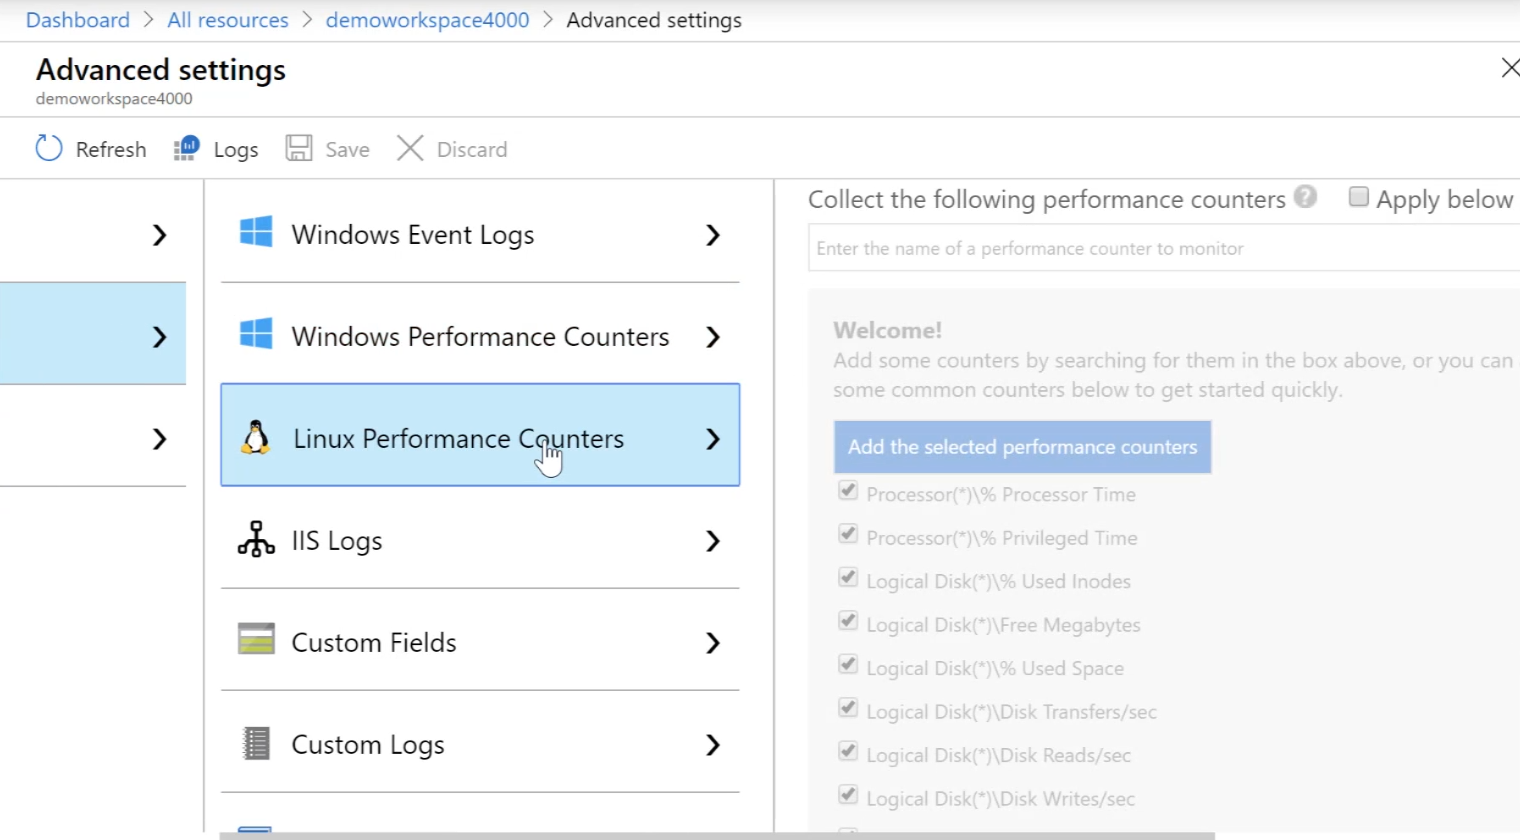 Dashboard > All resources > demoworkspace4000 > Advanced settings
Advanced settings
demoworkspace4000
Refresh Logs Save Discard
Windows Event Logs
Windows Performance Counters
Linux Performance Counters
IIS Logs
Custom Fields
Custom Logs
Collect the following performance counters ? Apply below
Enter the name of a performance counter to monitor
Welcome!
Add some counters by searching for them in the box above, or you can
some common counters below to get started quickly.
Add the selected performance counters
Processor(*)\% Processor Time
Processor(*)\% Privileged Time
Logical Disk(*)\% Used Inodes
Logical Disk(*)\Free Megabytes
Logical Disk(*)\% Used Space
Logical Disk(*)\Disk Transfers/sec
Logical Disk(*)\Disk Reads/sec
Logical Disk(*)\Disk Writes/sec